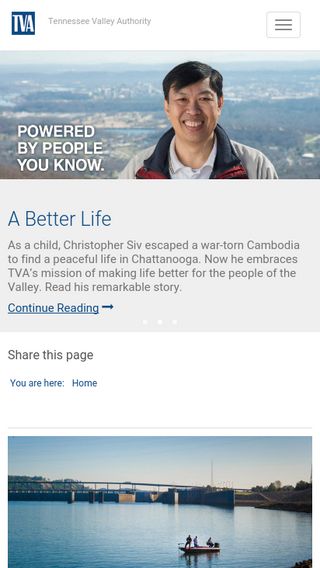 TVA
Tennessee Valley Authority
POWERED
BY PEOPLE
YOU KNOW.
A Better Life
As a child, Christopher Siv escaped a war-torn Cambodia
to find a peaceful life in Chattanooga. Now he embraces
TVA's mission of making life better for the people of the
Valley. Read his remarkable story.
Continue Reading
Share this page
You are here: Home